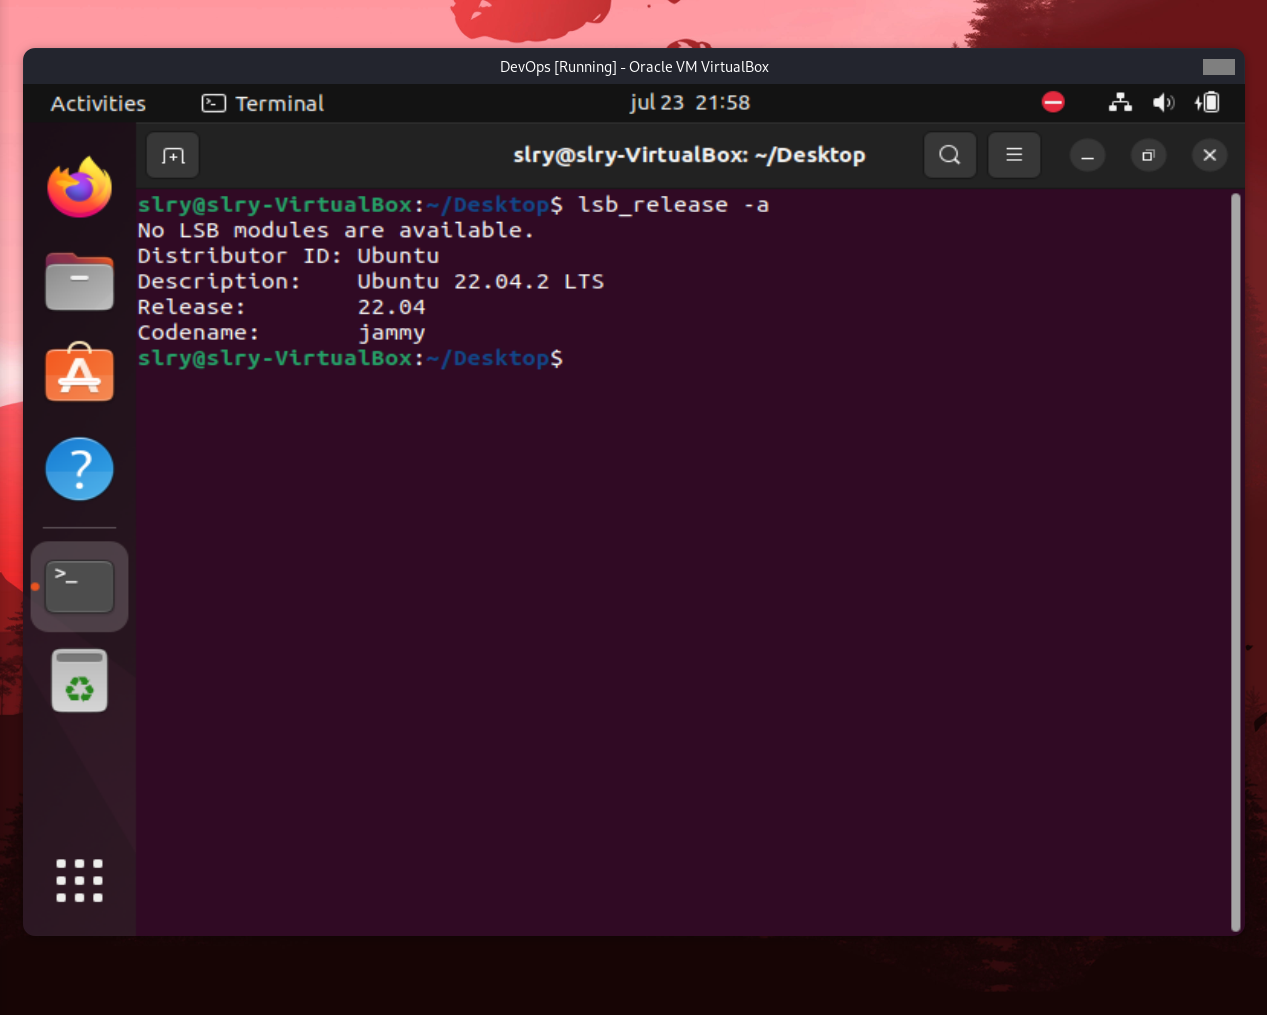 DevOps [Running] - Oracle VM VirtualBox
Activities Terminal jul 23 21:58
slry@slry-VirtualBox: ~/Desktop
slry@slry-VirtualBox:~/Desktop$ lsb_release -a
No LSB modules are available.
Distributor ID: Ubuntu
Description: Ubuntu 22.04.2 LTS
Release: 22.04
Codename: jammy
slry@slry-VirtualBox:~/Desktop$